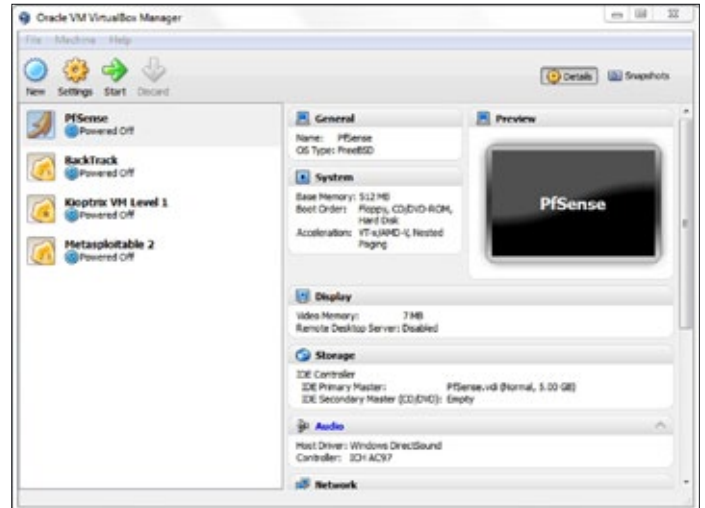 Oracle VM VirtualBox Manager
File Machine Help
New Settings Start Discard
Details Snapshots
PfSense
Powered Off
BackTrack
Powered Off
Kioptrix VM Level 1
Powered Off
Metasploitable 2
Powered Off
General
Name: PfSense
OS Type: FreeBSD
System
Base Memory: 512 MB
Boot Order: Floppy, CD/DVD-ROM,
Hard Disk
Acceleration: VT-x/AMD-V, Nested
Paging
Preview
PfSense
Display
Video Memory: 7 MB
Remote Desktop Server: Disabled
Storage
IDE Controller
IDE Primary Master: PfSense.vdi (Normal, 5.00 GB)
IDE Secondary Master (CD/DVD): Empty
Audio
Host Driver: Windows DirectSound
Controller: ICH AC97
Network